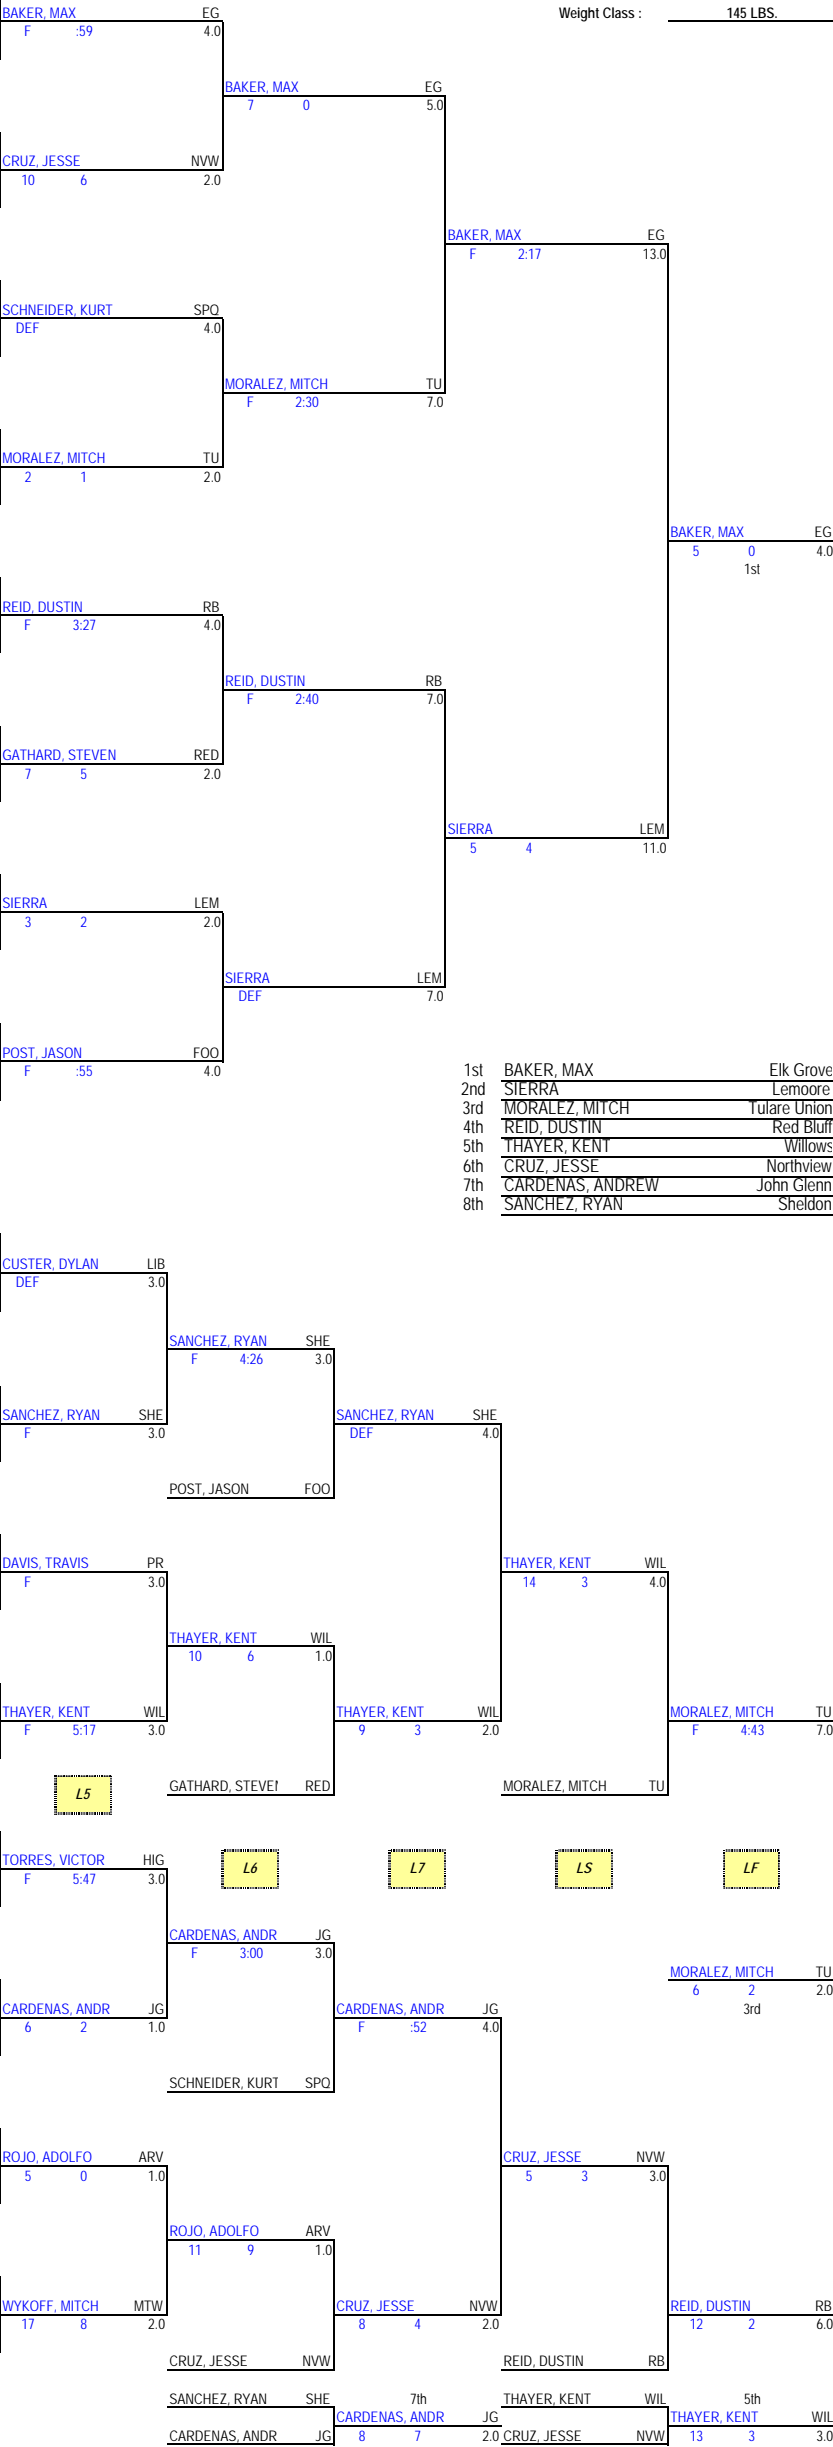 BAKER, MAX EG Weight Class : 145 LBS.
F :59 4.0
BAKER, MAX EG
7 0 5.0
CRUZ, JESSE NVW
10 6 2.0
BAKER, MAX EG
F 2:17 13.0
SCHNEIDER, KURT SPQ
DEF 4.0
MORALEZ, MITCH TU
F 2:30 7.0
MORALEZ, MITCH TU
2 1 2.0
BAKER, MAX EG
5 0 4.0
1st
REID, DUSTIN RB
F 3:27 4.0
REID, DUSTIN RB
F 2:40 7.0
GATHARD, STEVEN RED
7 5 2.0
SIERRA LEM
5 4 11.0
SIERRA LEM
3 2 2.0
SIERRA LEM
DEF 7.0
POST, JASON FOO
F :55 4.0
1st BAKER, MAX Elk Grove
2nd SIERRA Lemoore
3rd MORALEZ, MITCH Tulare Union
4th REID, DUSTIN Red Bluff
5th THAYER, KENT Willows
6th CRUZ, JESSE Northview
7th CARDENAS, ANDREW John Glenn
8th SANCHEZ, RYAN Sheldon
CUSTER, DYLAN LIB
DEF 3.0
SANCHEZ, RYAN SHE
F 4:26 3.0
SANCHEZ, RYAN SHE SANCHEZ, RYAN SHE
F 3.0 DEF 4.0
POST, JASON FOO
DAVIS, TRAVIS PR THAYER, KENT WIL
F 3.0 14 3 4.0
THAYER, KENT WIL
10 6 1.0
THAYER, KENT WIL THAYER, KENT WIL MORALEZ, MITCH TU
F 5:17 3.0 9 3 2.0 F 4:43 7.0
GATHARD, STEVEN RED MORALEZ, MITCH TU
L5
TORRES, VICTOR HIG L6 L7 LS LF
F 5:47 3.0
CARDENAS, ANDR JG
F 3:00 3.0
MORALEZ, MITCH TU
6 2 2.0
CARDENAS, ANDR JG CARDENAS, ANDR JG 3rd
6 2 1.0 F :52 4.0
SCHNEIDER, KURT SPQ
ROJO, ADOLFO ARV CRUZ, JESSE NVW
5 0 1.0 5 3 3.0
ROJO, ADOLFO ARV
11 9 1.0
WYKOFF, MITCH MTW CRUZ, JESSE NVW REID, DUSTIN RB
17 8 2.0 8 4 2.0 12 2 6.0
CRUZ, JESSE NVW REID, DUSTIN RB
SANCHEZ, RYAN SHE 7th THAYER, KENT WIL 5th
CARDENAS, ANDR JG THAYER, KENT WIL
CARDENAS, ANDR JG 8 7 2.0 CRUZ, JESSE NVW 13 3 3.0